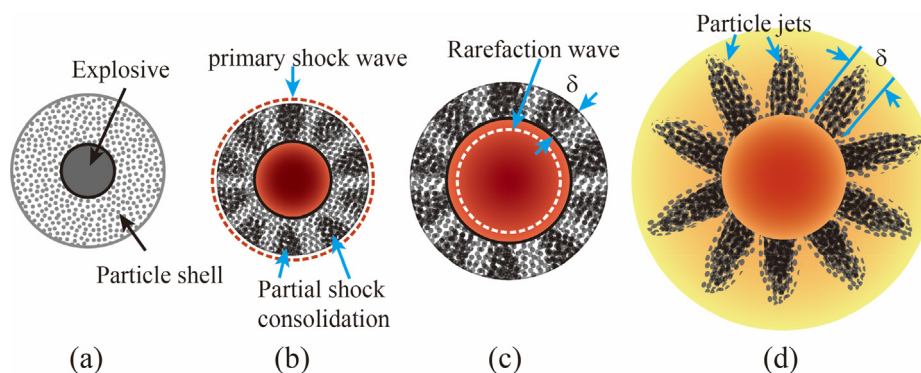 Explosive
Particle shell
(a)
primary shock wave
Partial shock
consolidation
(b)
Rarefaction wave
δ
(c)
Particle jets
δ
(d)